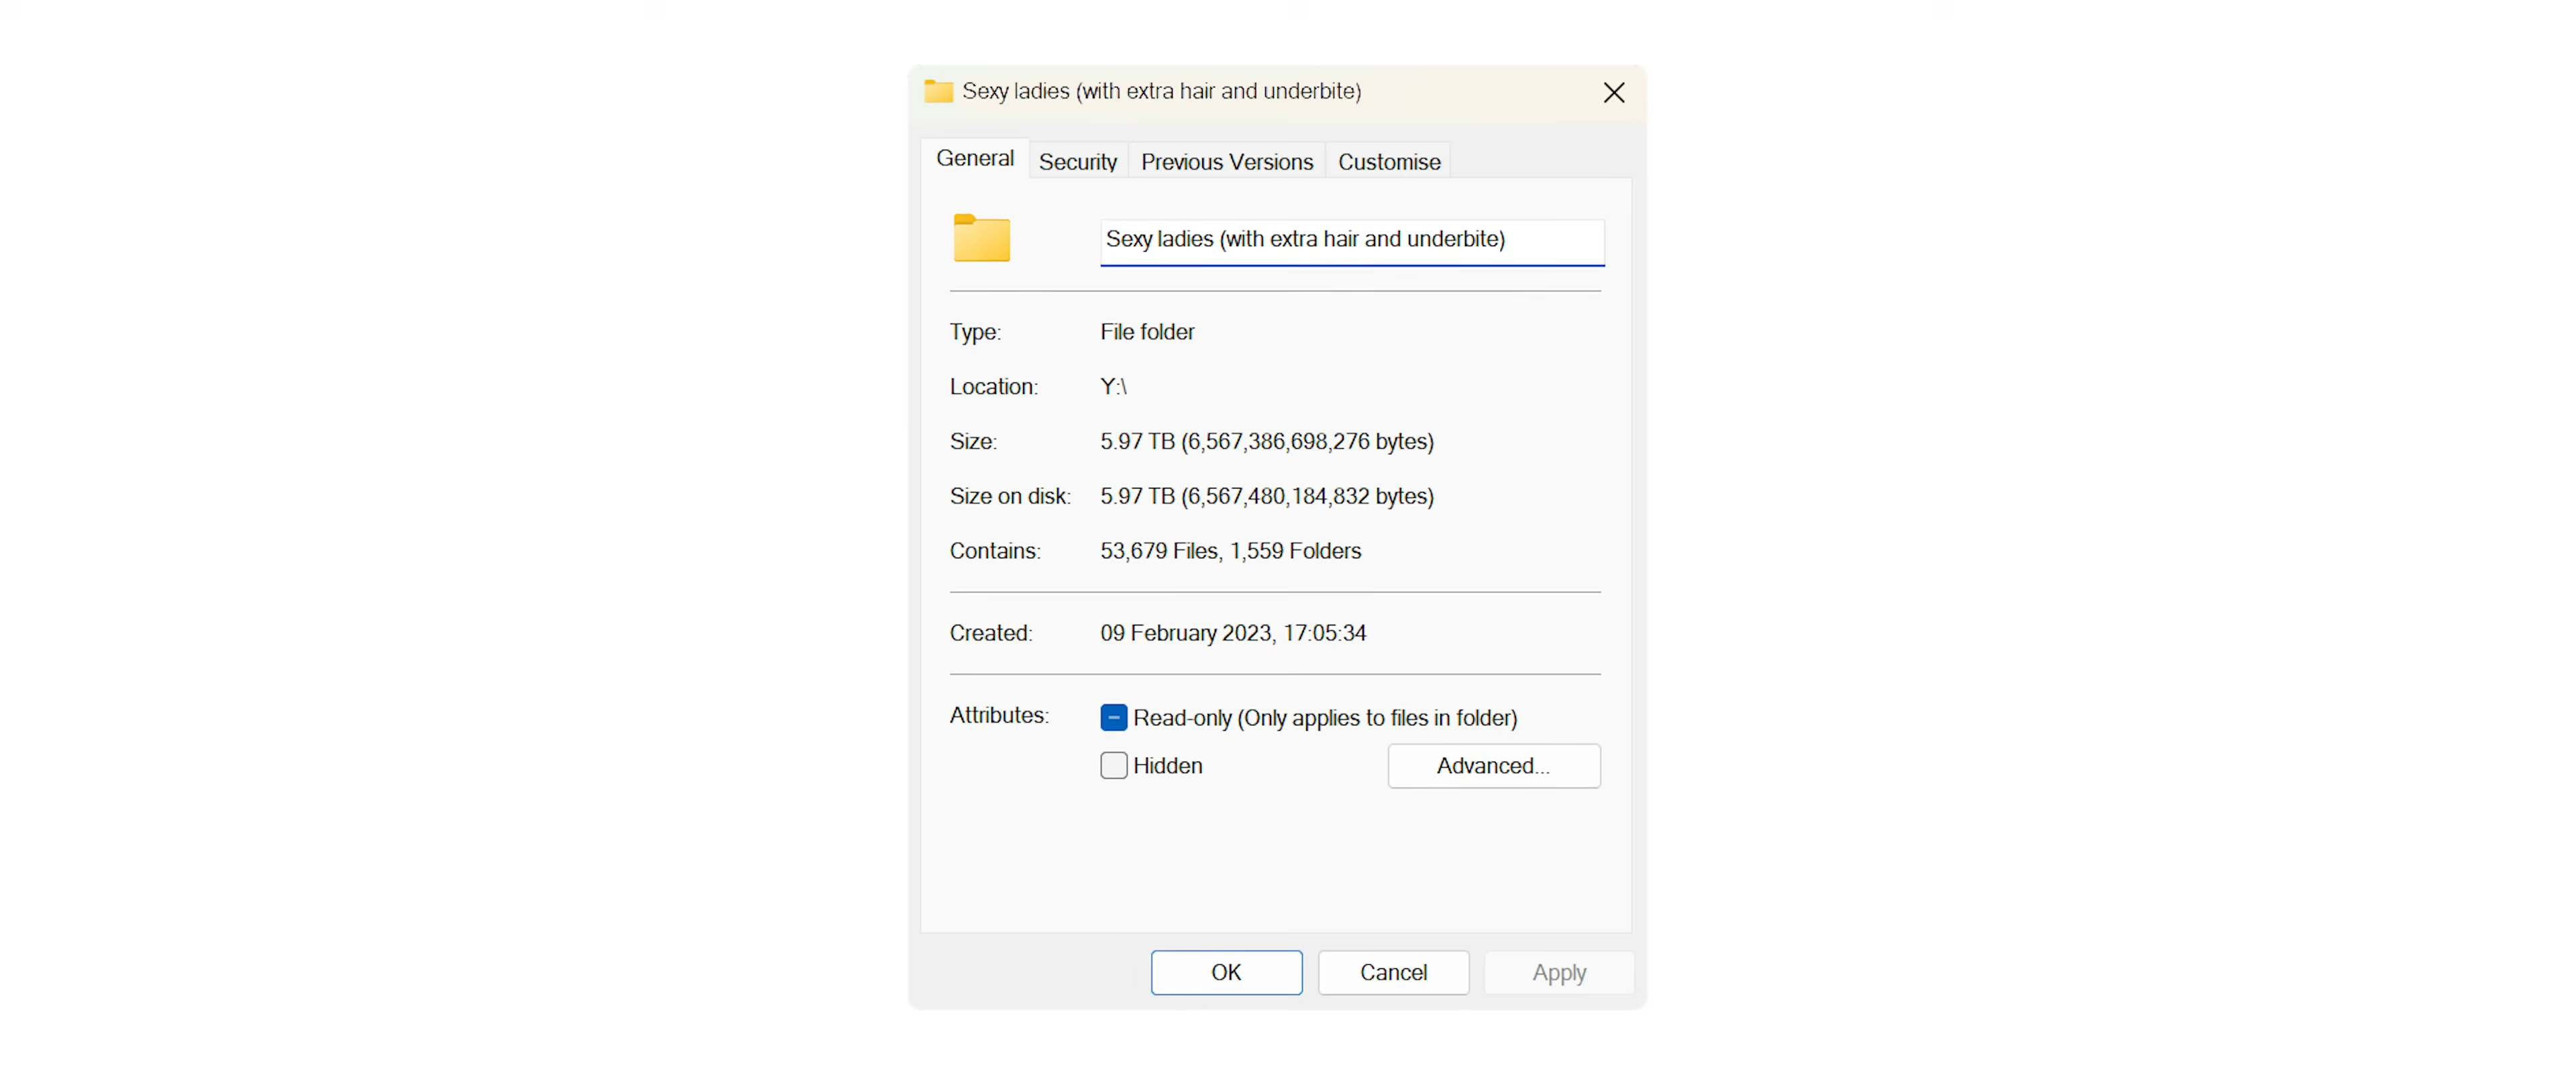 Sexy ladies (with extra hair and underbite)
General Security Previous Versions Customise
Sexy ladies (with extra hair and underbite)
Type: File folder
Location: Y:\
Size: 5.97 TB (6,567,386,698,276 bytes)
Size on disk: 5.97 TB (6,567,480,184,832 bytes)
Contains: 53,679 Files, 1,559 Folders
Created: 09 February 2023, 17:05:34
Attributes: Read-only (Only applies to files in folder)
Hidden Advanced...
OK Cancel Apply